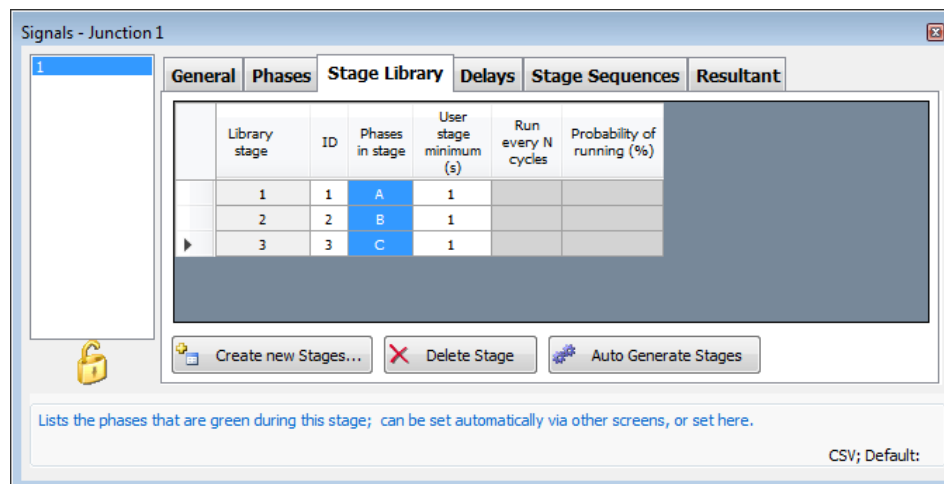 Signals - Junction 1
1
General Phases Stage Library Delays Stage Sequences Resultant
Library stage ID Phases in stage User stage minimum (s) Run every N cycles Probability of running (%)
1 1 A 1
2 2 B 1
3 3 C 1
Create new Stages... Delete Stage Auto Generate Stages
Lists the phases that are green during this stage; can be set automatically via other screens, or set here.
CSV; Default: